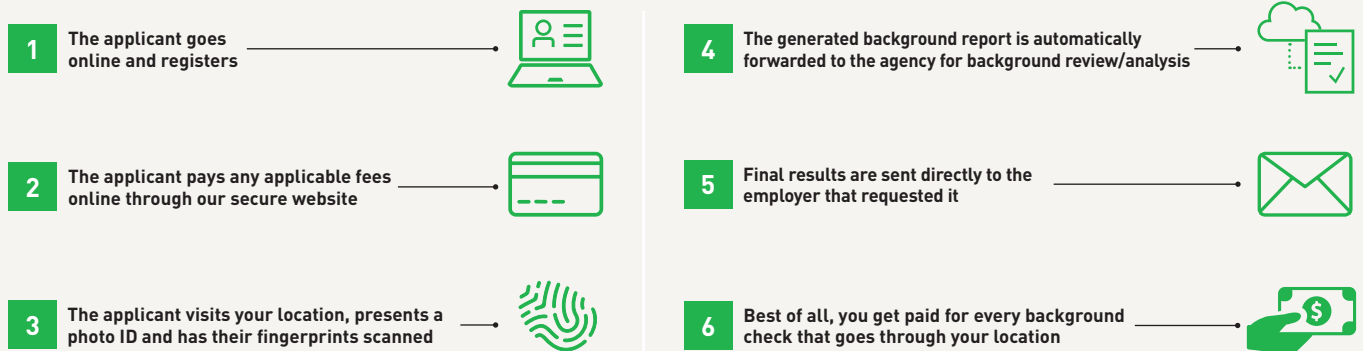 1
The applicant goes
online and registers
2
The applicant pays any applicable fees
online through our secure website
3
The applicant visits your location, presents a
photo ID and has their fingerprints scanned
4
The generated background report is automatically
forwarded to the agency for background review/analysis
5
Final results are sent directly to the
employer that requested it
6
Best of all, you get paid for every background
check that goes through your location
$